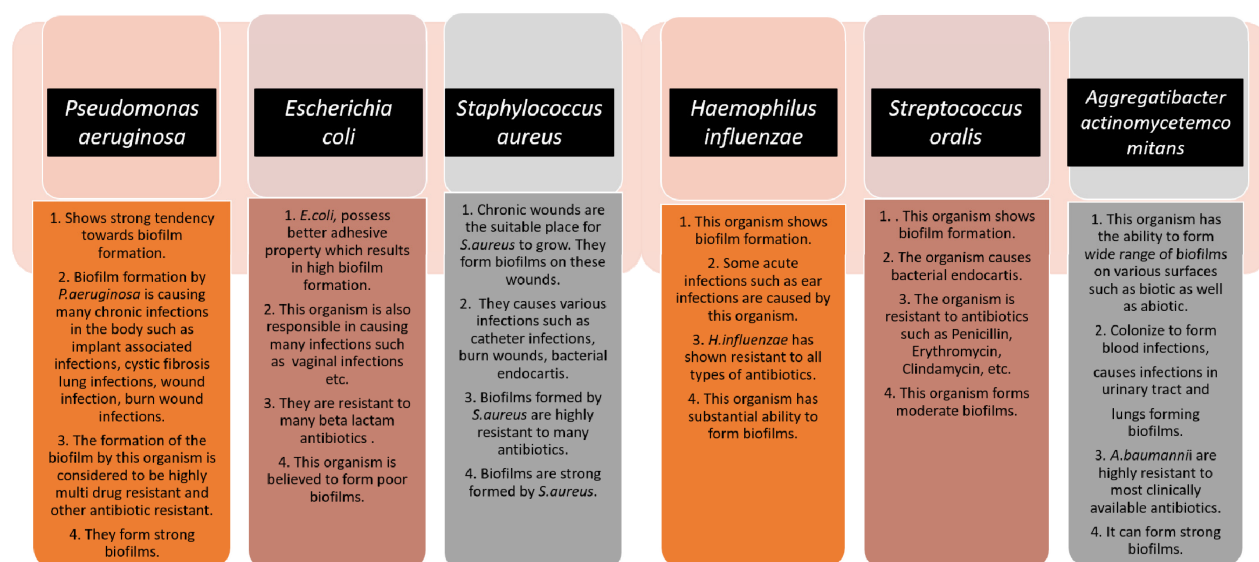 Pseudomonas
aeruginosa
1. Shows strong tendency
towards biofilm
formation.
2. Biofilm formation by
P.aeruginosa is causing
many chronic infections
in the body such as
implant associated
infections, cystic fibrosis
lung infections, wound
infection, burn wound
infections.
3. The formation of the
biofilm by this organism is
considered to be highly
multi drug resistant and
other antibiotic resistant.
4. They form strong
biofilms.
Escherichia
coli
1. E.coli, possess
better adhesive
property which results
in high biofilm
formation.
2. This organism is also
responsible in causing
many infections such
as  vaginal infections
etc.
3. They are resistant to
many beta lactam
antibiotics .
4. This organism is
believed to form poor
biofilms.
Staphylococcus
aureus
1. Chronic wounds are
the suitable place for
S.aureus to grow. They
form biofilms on these
wounds.
2.  They causes various
infections such as
catheter infections,
burn wounds, bacterial
endocartis.
3. Biofilms formed by
S.aureus are highly
resistant to many
antibiotics.
4. Biofilms are strong
formed by S.aureus.
Haemophilus
influenzae
1. This organism shows
biofilm formation.
2. Some acute
infections such as ear
infections are caused by
this organism.
3. H.influenzae has
shown resistant to all
types of antibiotics.
4. This organism has
substantial ability to
form biofilms.
Streptococcus
oralis
1. . This organism shows
biofilm formation.
2. The organism causes
bacterial endocartis.
3. The organism is
resistant to antibiotics
such as Penicillin,
Erythromycin,
Clindamycin, etc.
4. This organism forms
moderate biofilms.
Aggregatibacter
actinomycetemco
mitans
1. This organism has
the ability to form
wide range of biofilms
on various surfaces
such as biotic as well
as abiotic.
2. Colonize to form
blood infections,
causes infections in
urinary tract and
lungs forming
biofilms.
3. A.baumannii are
highly resistant to
most clinically
available antibiotics.
4. It can form strong
biofilms.